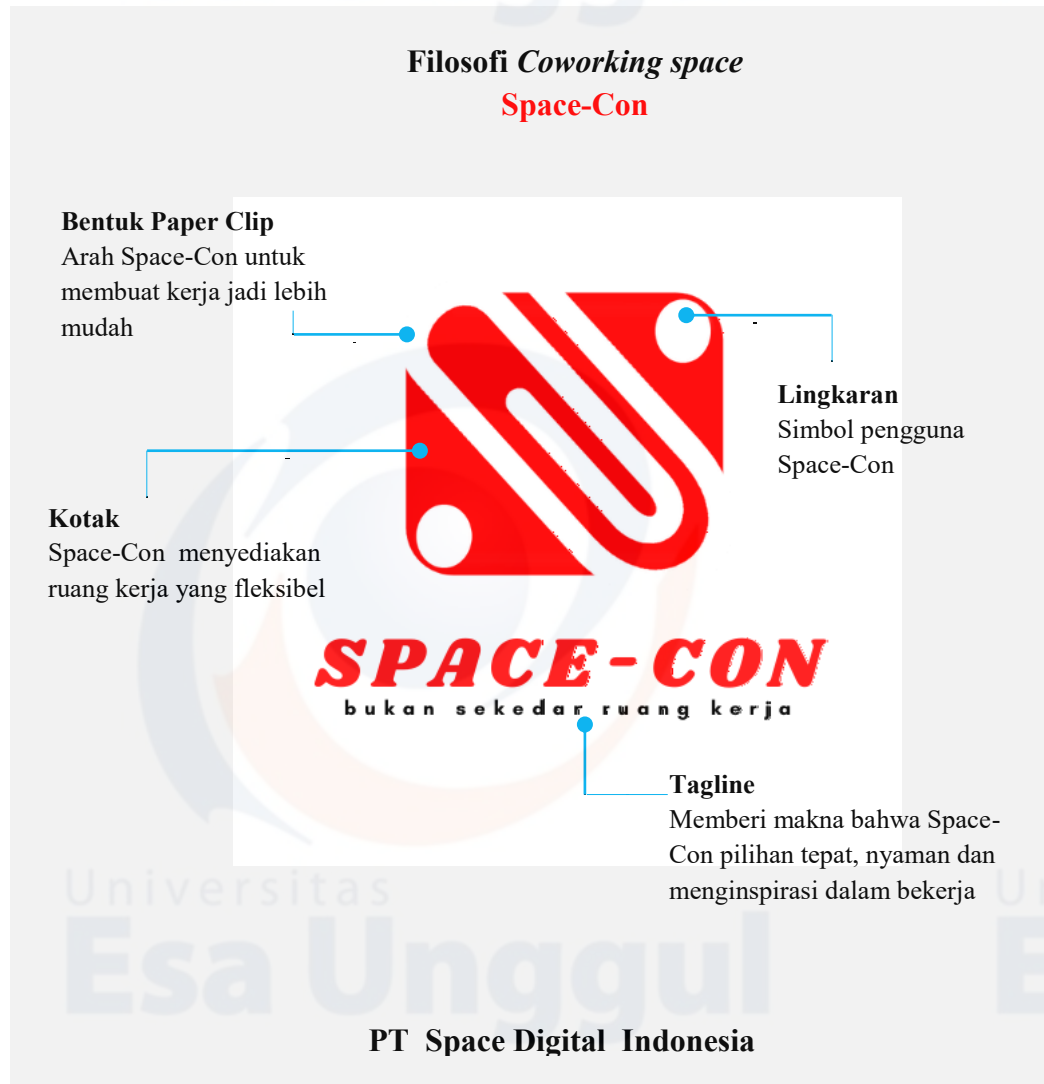 Filosofi Coworking space
Space-Con
Bentuk Paper Clip
Arah Space-Con untuk
membuat kerja jadi lebih
mudah
Lingkaran
Simbol pengguna
Space-Con
Kotak
Space-Con menyediakan
ruang kerja yang fleksibel
SPACE-CON
bukan sekedar ruang kerja
Tagline
Memberi makna bahwa Space-
Con pilihan tepat, nyaman dan
menginspirasi dalam bekerja
Universitas
Esa Unggul
PT Space Digital Indonesia